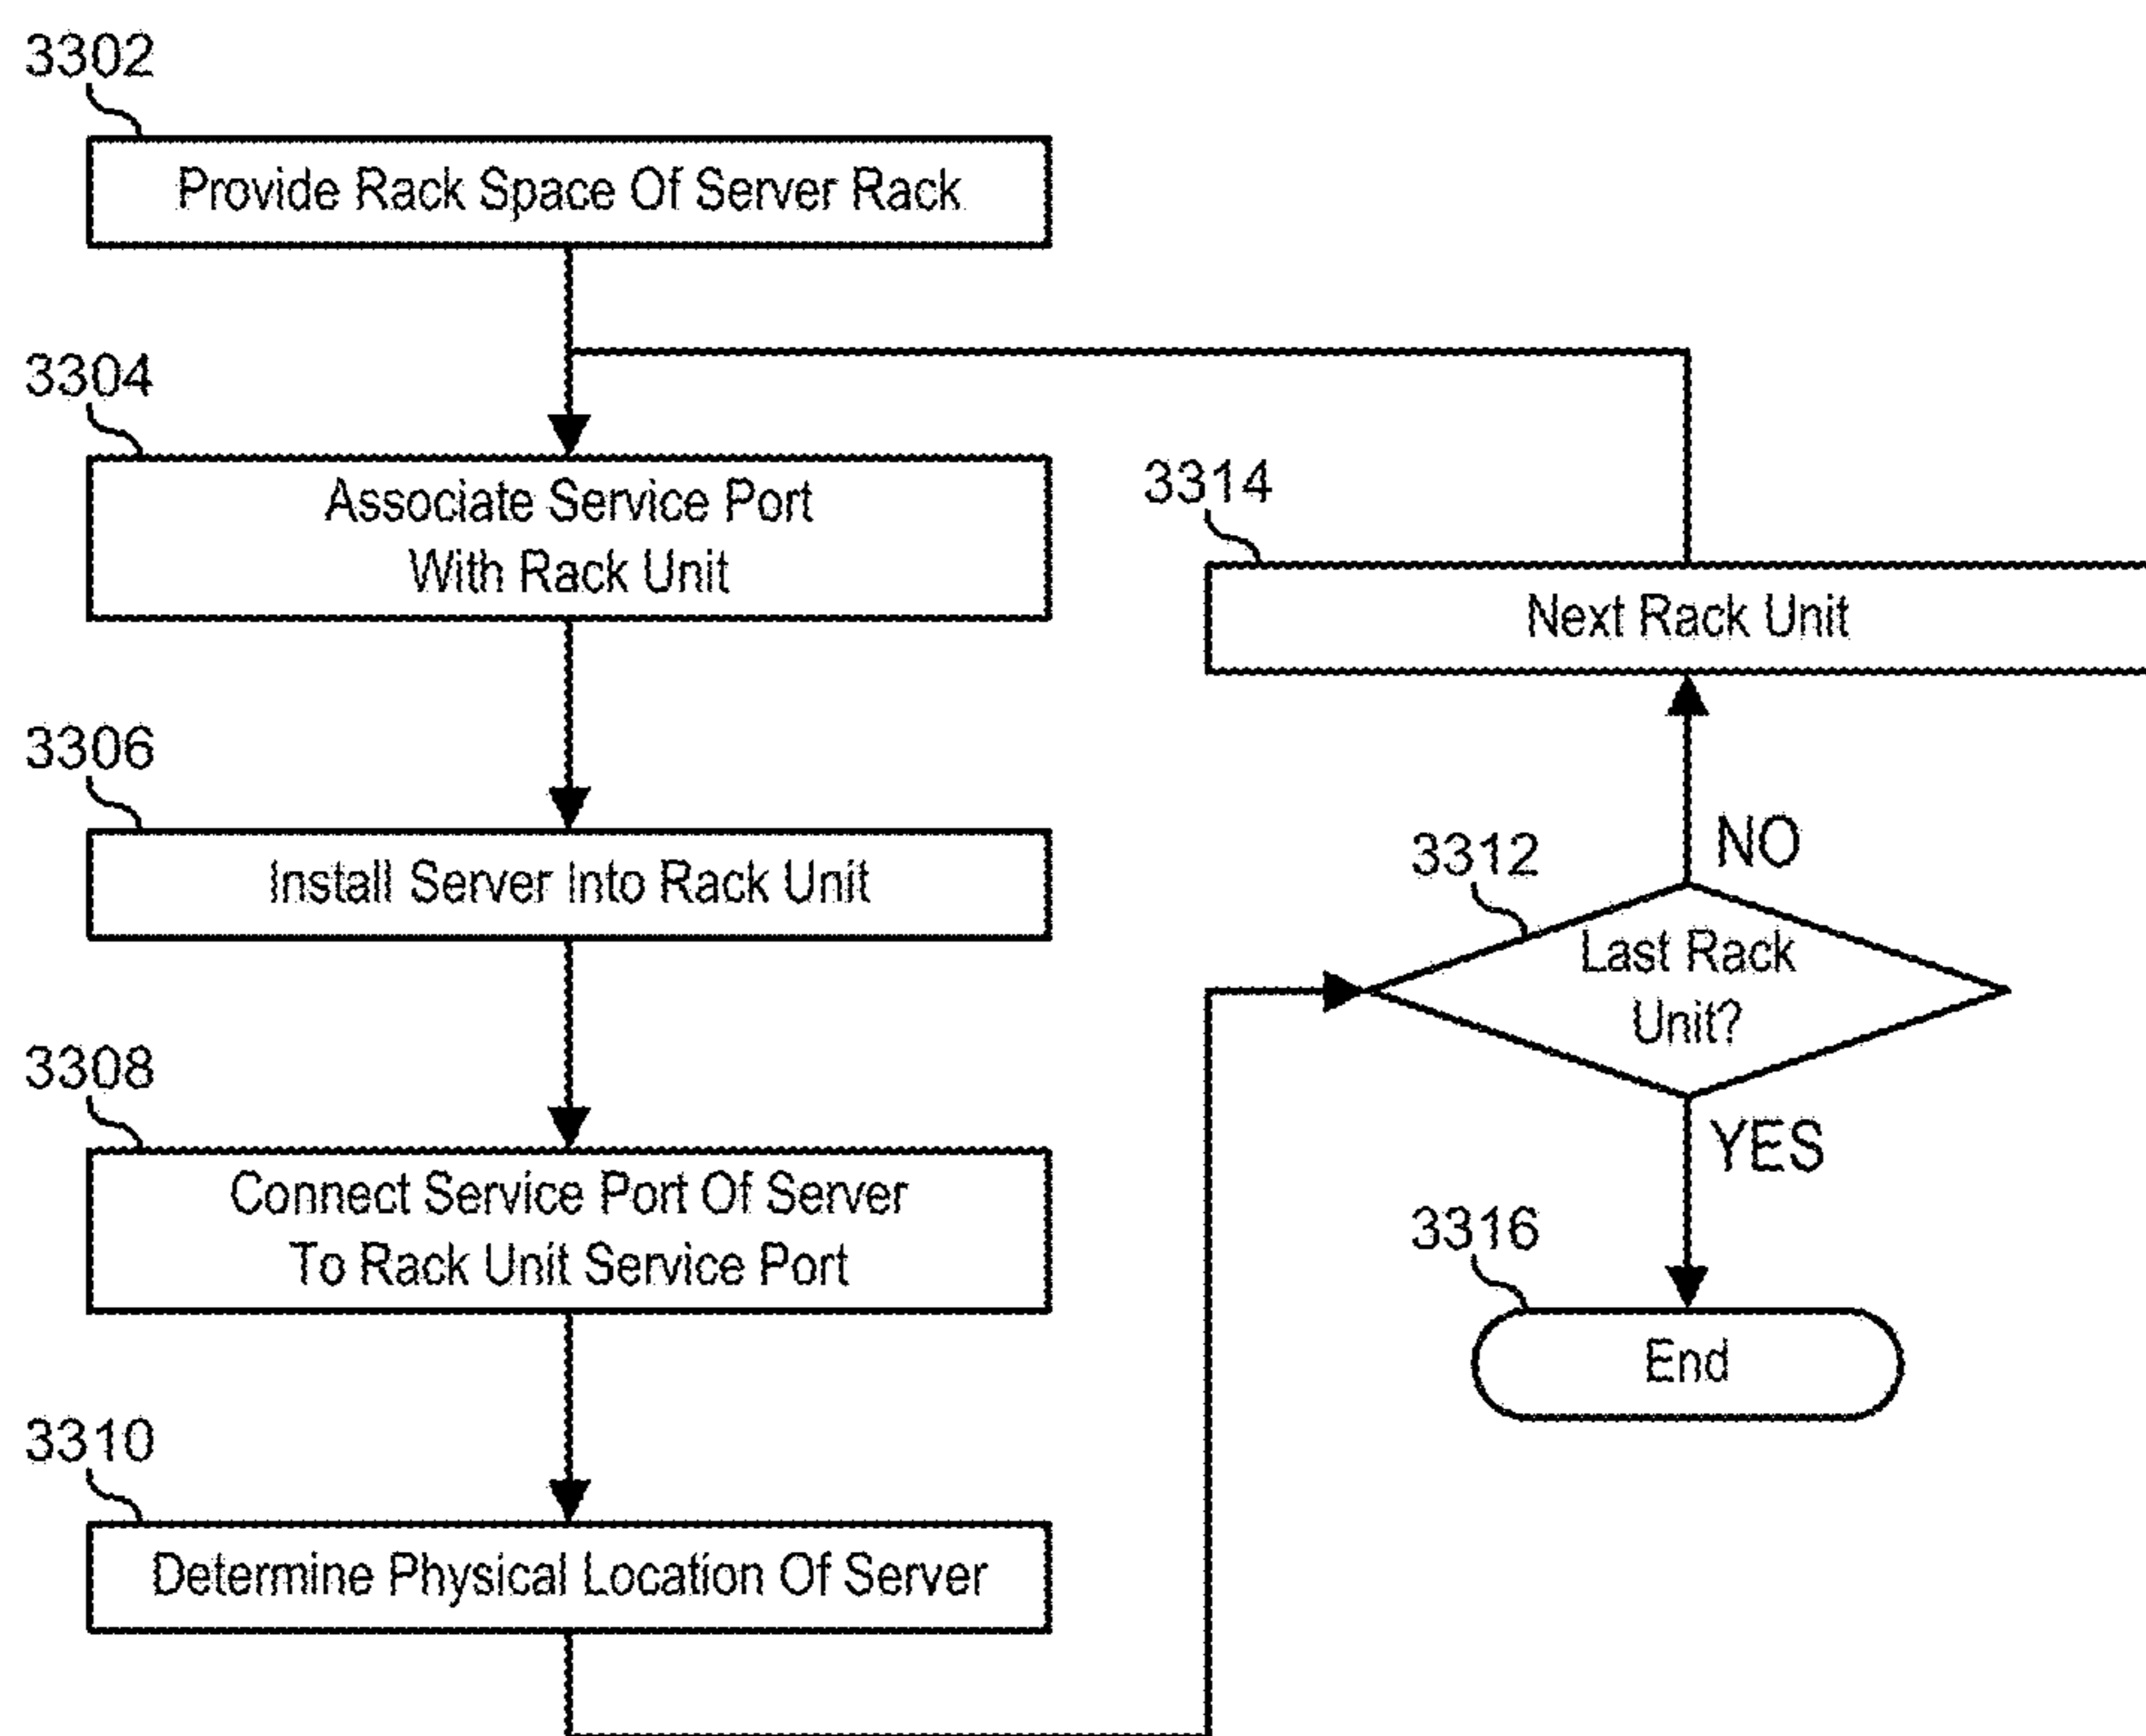 3302
Provide Rack Space Of Server Rack
3304
Associate Service Port
With Rack Unit
3306
Install Server Into Rack Unit
3308
Connect Service Port Of Server
To Rack Unit Service Port
3310
Determine Physical Location Of Server
3314
Next Rack Unit
NO
3312
Last Rack
Unit?
YES
3316
End